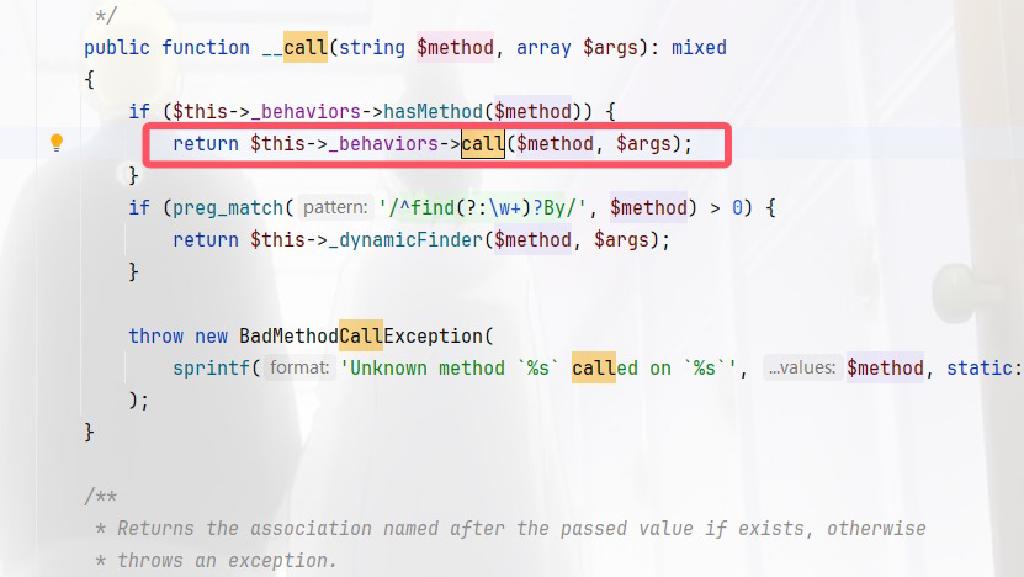 */
public function __call(string $method, array $args): mixed
{
if ($this->_behaviors->hasMethod($method)) {
return $this->_behaviors->call($method, $args);
}
if (preg_match( pattern: '/^find(?:\w+)?By/', $method) > 0) {
return $this->_dynamicFinder($method, $args);
}
throw new BadMethodCallException(
sprintf( format: 'Unknown method `%s` called on `%s`', ...values: $method, static:
);
}
/**
* Returns the association named after the passed value if exists, otherwise
* throws an exception.